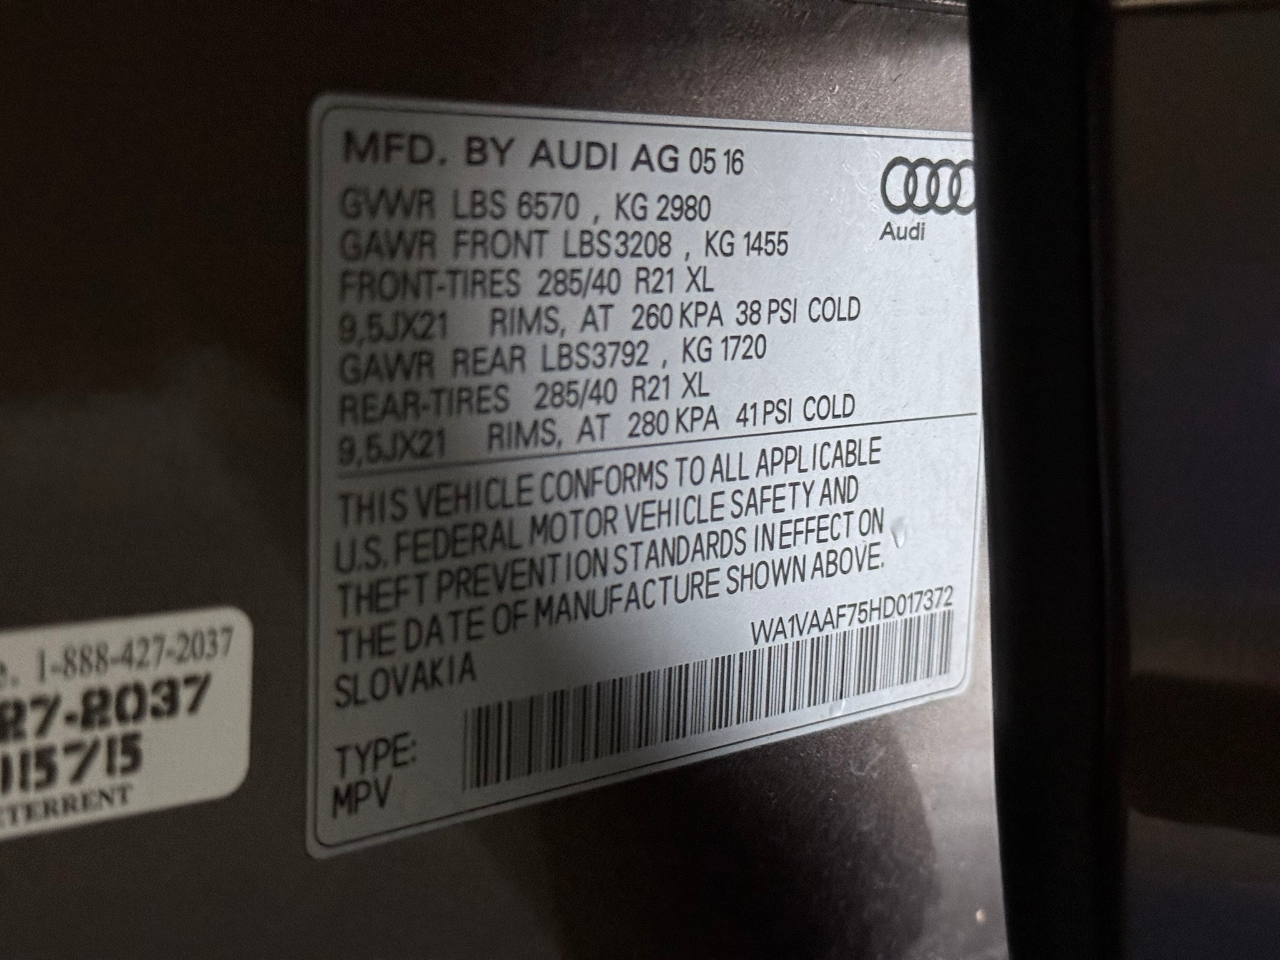 MFD. BY AUDI AG 05 16
Audi
GVWR LBS 6570 , KG 2980
GAWR FRONT LBS3208 , KG 1455
FRONT-TIRES 285/40 R21 XL
9,5JX21 RIMS, AT 260 KPA 38 PSI COLD
GAWR REAR LBS3792 , KG 1720
REAR-TIRES 285/40 R21 XL
9,5JX21 RIMS, AT 280 KPA 41 PSI COLD
THIS VEHICLE CONFORMS TO ALL APPLICABLE
U.S. FEDERAL MOTOR VEHICLE SAFETY AND
THEFT PREVENTION STANDARDS IN EFFECT ON
THE DATE OF MANUFACTURE SHOWN ABOVE.
SLOVAKIA
WA1VAAF75HD017372
TYPE:
MPV
1-888-427-2037
27-2037
115715
ETERRENT